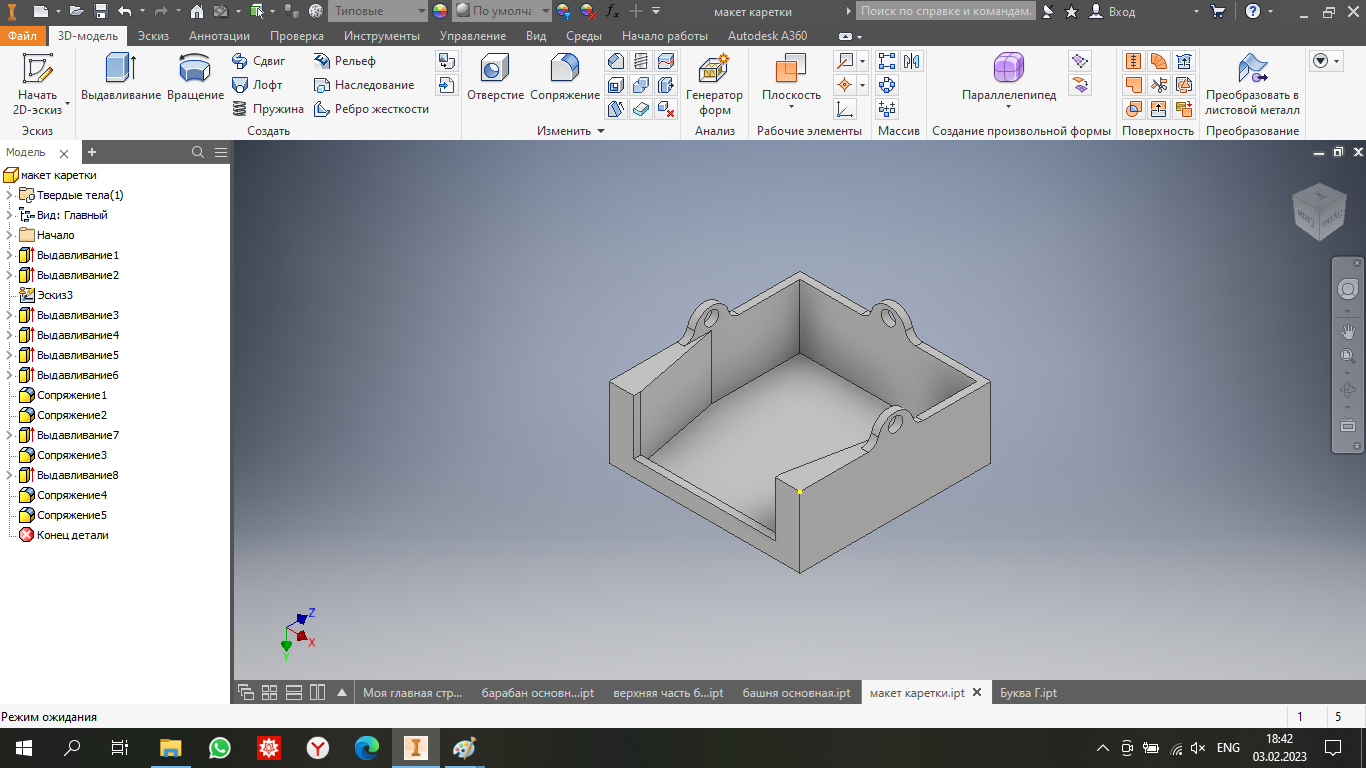 Типовые
По умолча
макет каретки
Поиск по справке и командам.
Вход
Файл
3D-модель
Эскиз
Аннотации
Проверка
Инструменты
Управление
Вид
Среды
Начало работы
Autodesk A360
Начать
2D-эскиз
Выдавливание
Вращение
Сдвиг
Лофт
Пружина
Рельеф
Наследование
Ребро жесткости
Отверстие
Сопряжение
Генератор
форм
Плоскость
Параллелепипед
Преобразовать в
листовой металл
Эскиз
Создать
Изменить
Анализ
Рабочие элементы
Массив
Создание произвольной формы
Поверхность
Преобразование
Модель
макет каретки
Твердые тела(1)
Вид: Главный
Начало
Выдавливание1
Выдавливание2
Эскиз3
Выдавливание3
Выдавливание4
Выдавливание5
Выдавливание6
Сопряжение1
Сопряжение2
Выдавливание7
Сопряжение3
Выдавливание8
Сопряжение4
Сопряжение5
Конец детали
Z
X
Y
Моя главная стр...
барабан основн...ipt
верхняя часть б...ipt
башня основная.ipt
макет каретки.ipt
Буква Г.ipt
Режим ожидания
1
5
ENG
18:42
03.02.2023